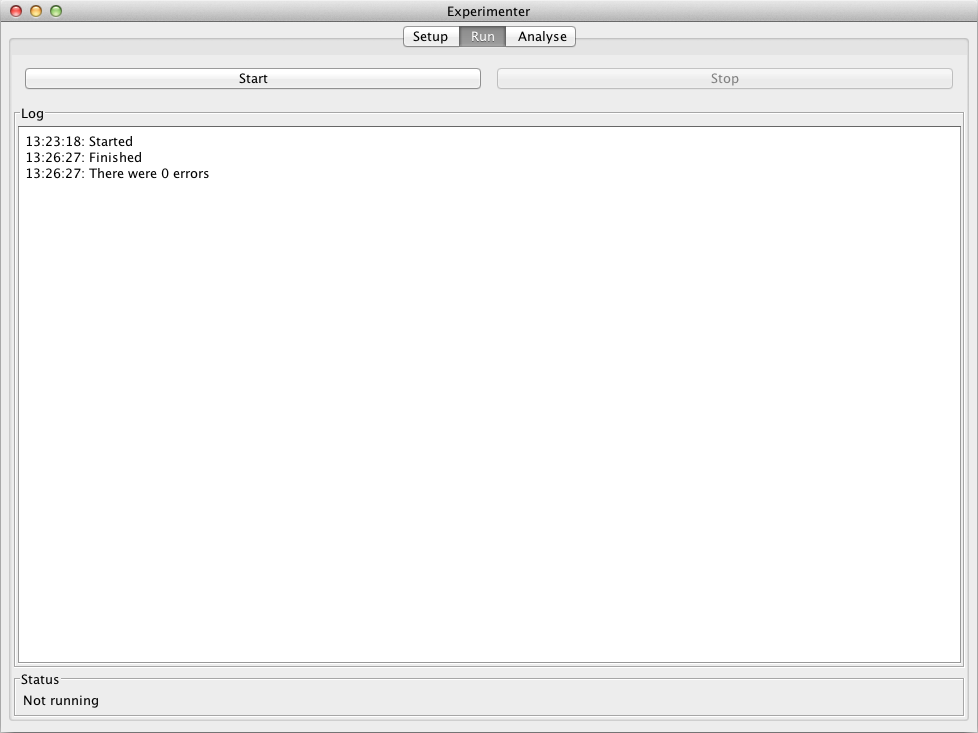 Experimenter
Setup Run Analyse
Start Stop
Log
13:23:18: Started
13:26:27: Finished
13:26:27: There were 0 errors
Status
Not running